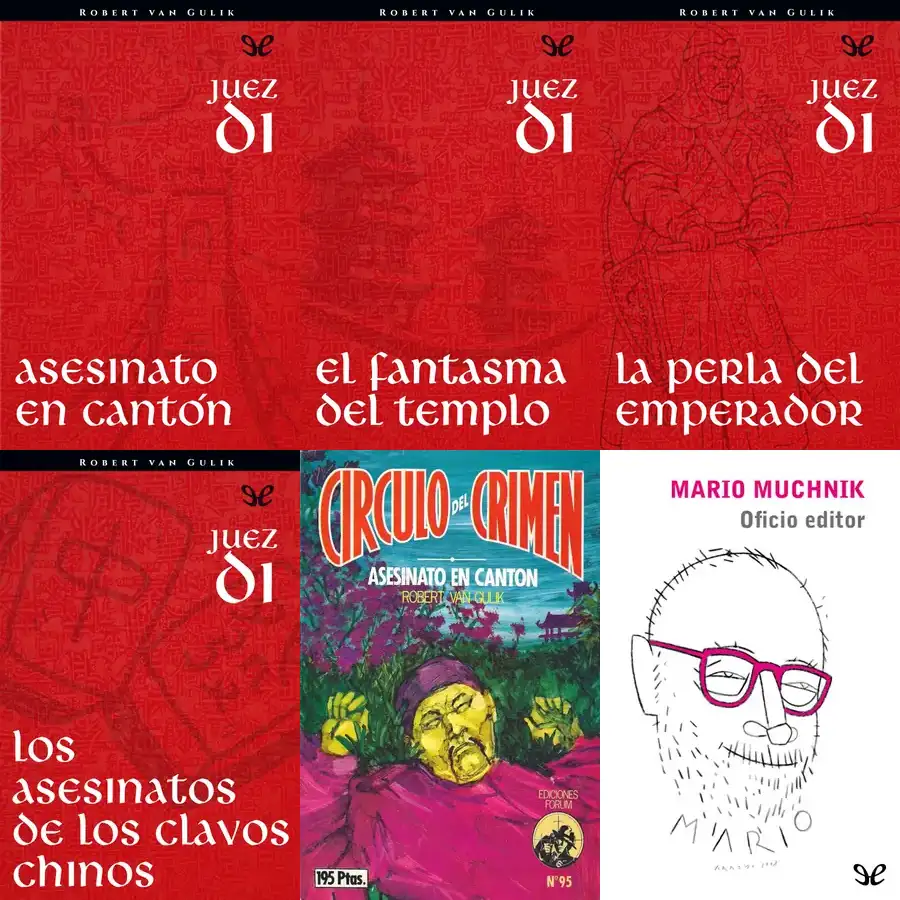 ROBERT VAN GULIK
JUEZ
DI
ASESINATO
EN CANTÓN
ROBERT VAN GULIK
JUEZ
DI
EL FANTASMA
DEL TEMPLO
ROBERT VAN GULIK
JUEZ
DI
LA PERLA DEL
EMPERADOR
ROBERT VAN GULIK
JUEZ
DI
LOS
ASESINATOS
DE LOS CLAVOS
CHINOS
CIRCULO DEL CRIMEN
ASESINATO EN CANTON
ROBERT VAN GULIK
EDICIONES
FORUM
195 Ptas.
N.º 95
MARIO MUCHNIK
Oficio editor
MARIO